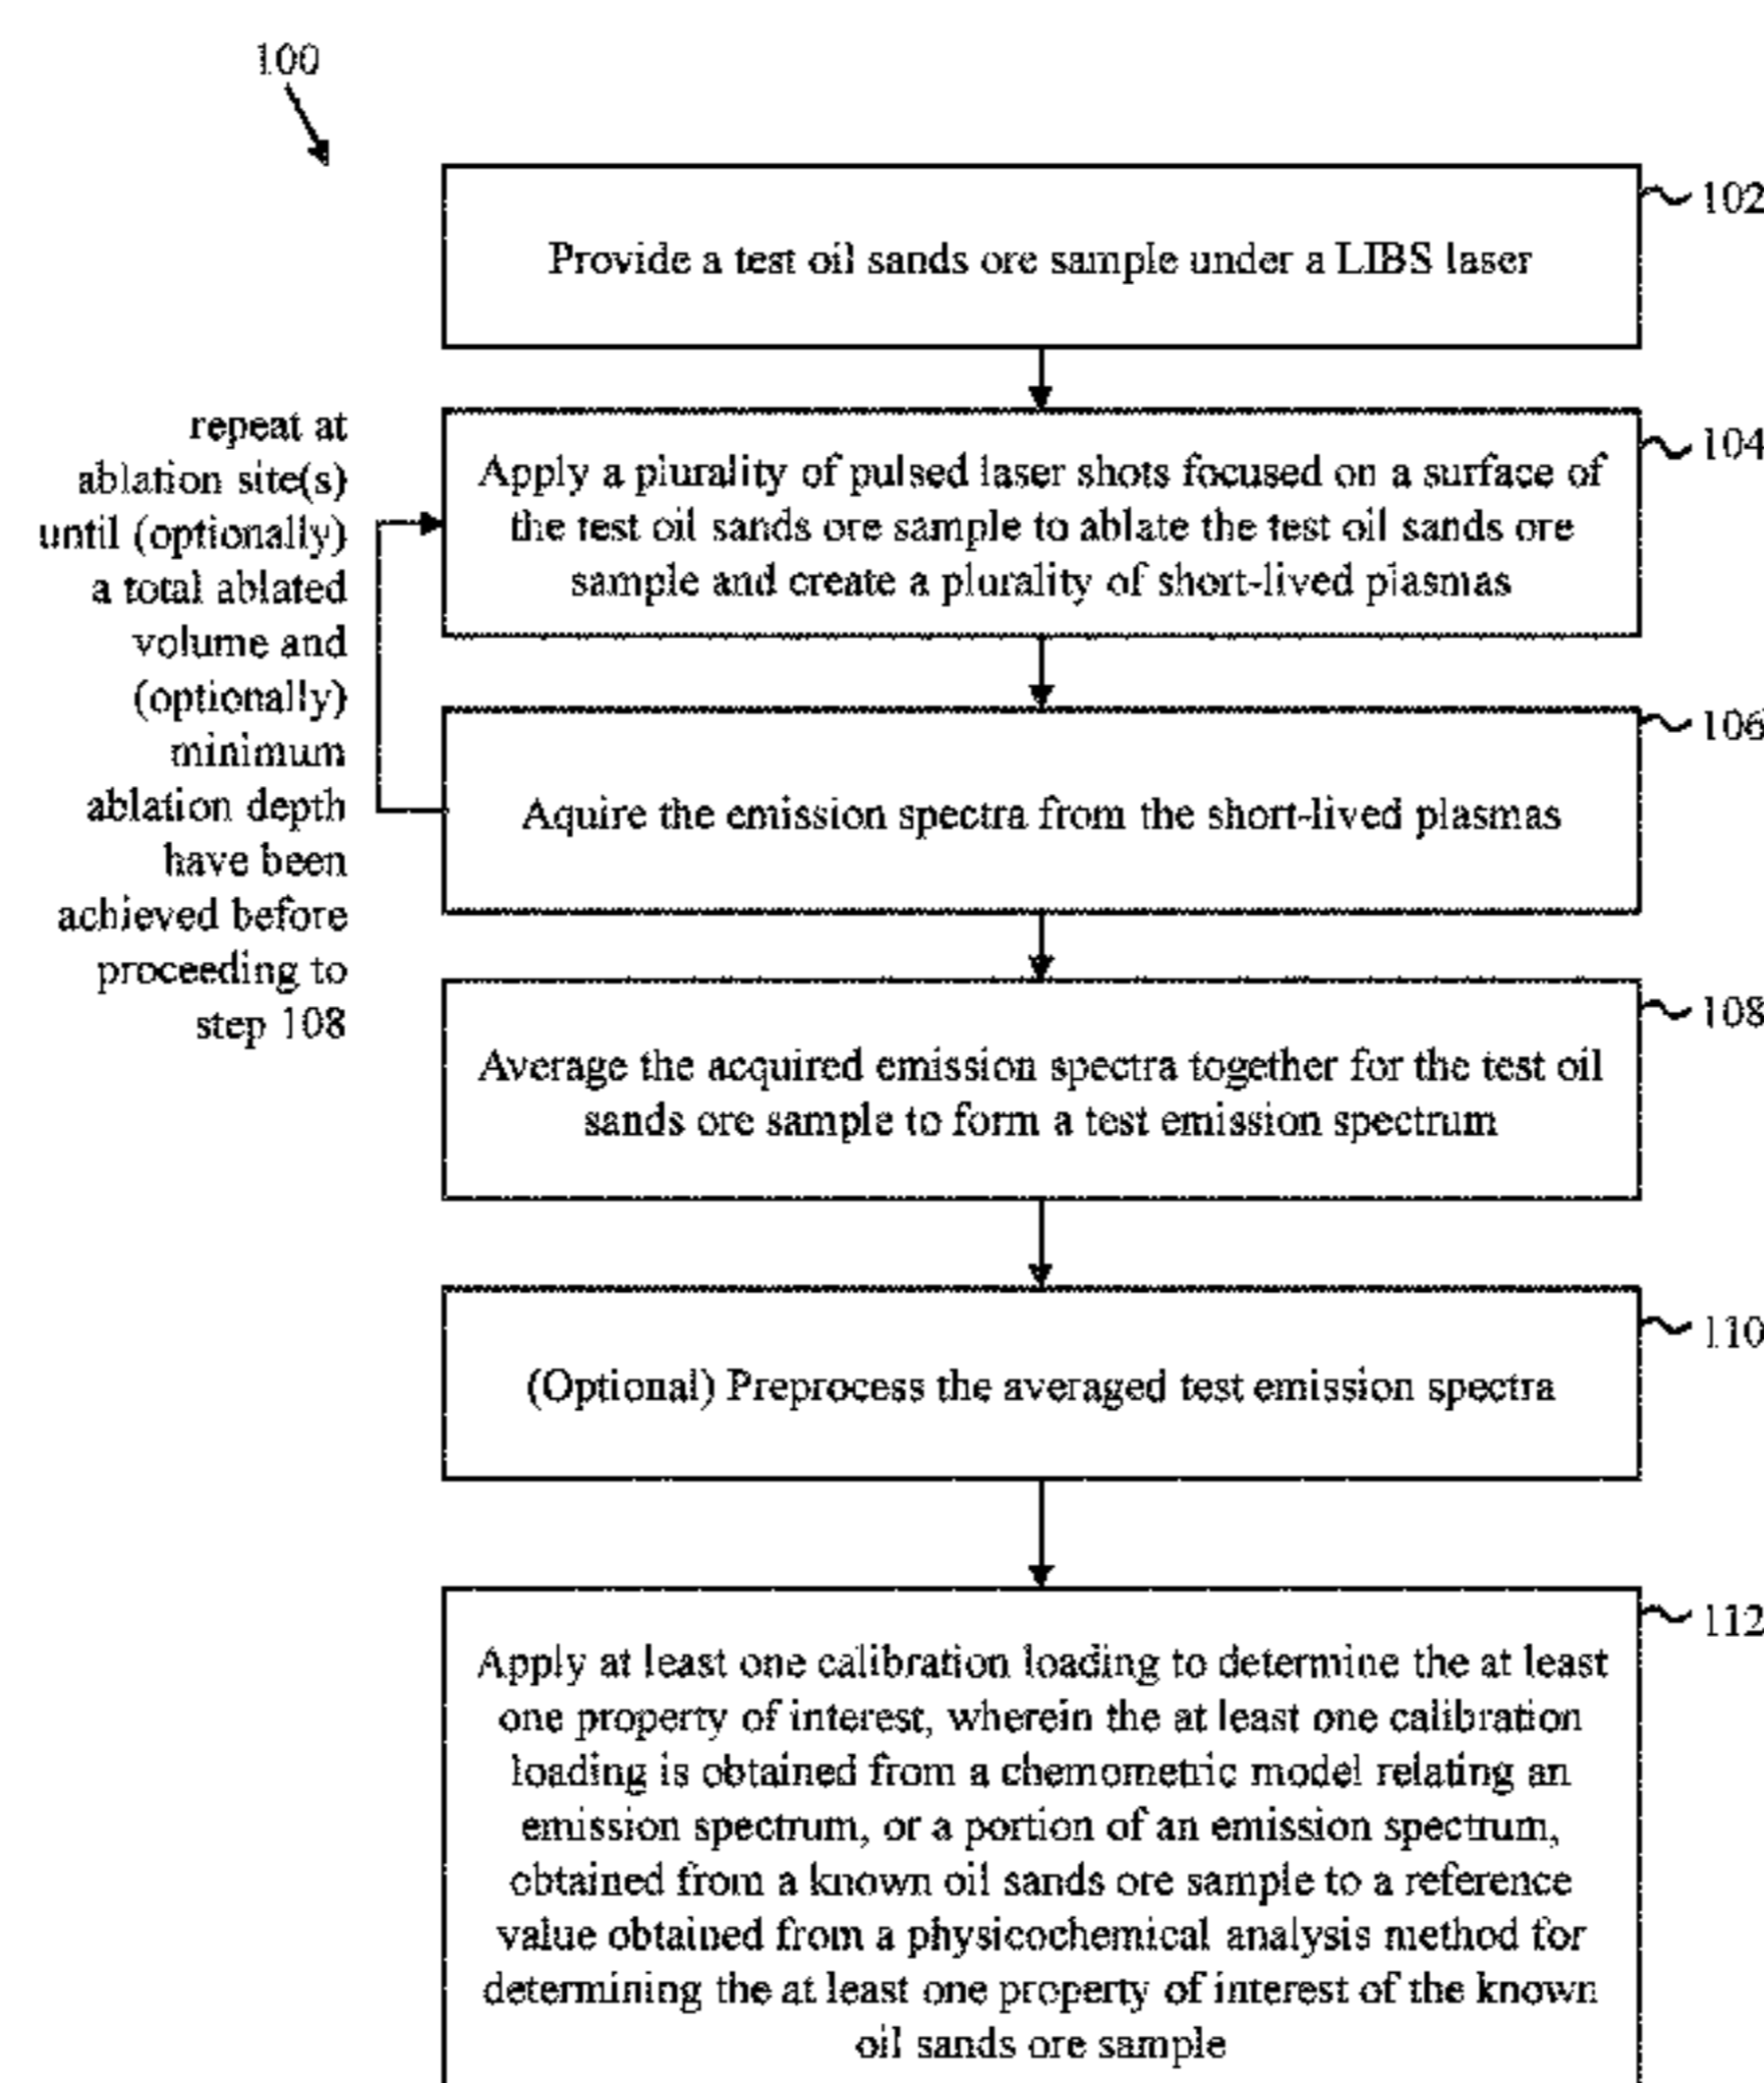 100
102
Provide a test oil sands ore sample under a LIBS laser
repeat at
ablation site(s)
until (optionally)
a total ablated
volume and
(optionally)
minimum
ablation depth
have been
achieved before
proceeding to
step 108
104
Apply a plurality of pulsed laser shots focused on a surface of
the test oil sands ore sample to ablate the test oil sands ore
sample and create a plurality of short-lived plasmas
106
Aquire the emission spectra from the short-lived plasmas
108
Average the acquired emission spectra together for the test oil
sands ore sample to form a test emission spectrum
110
(Optional) Preprocess the averaged test emission spectra
112
Apply at least one calibration loading to determine the at least
one property of interest, wherein the at least one calibration
loading is obtained from a chemometric model relating an
emission spectrum, or a portion of an emission spectrum,
obtained from a known oil sands ore sample to a reference
value obtained from a physicochemical analysis method for
determining the at least one property of interest of the known
oil sands ore sample